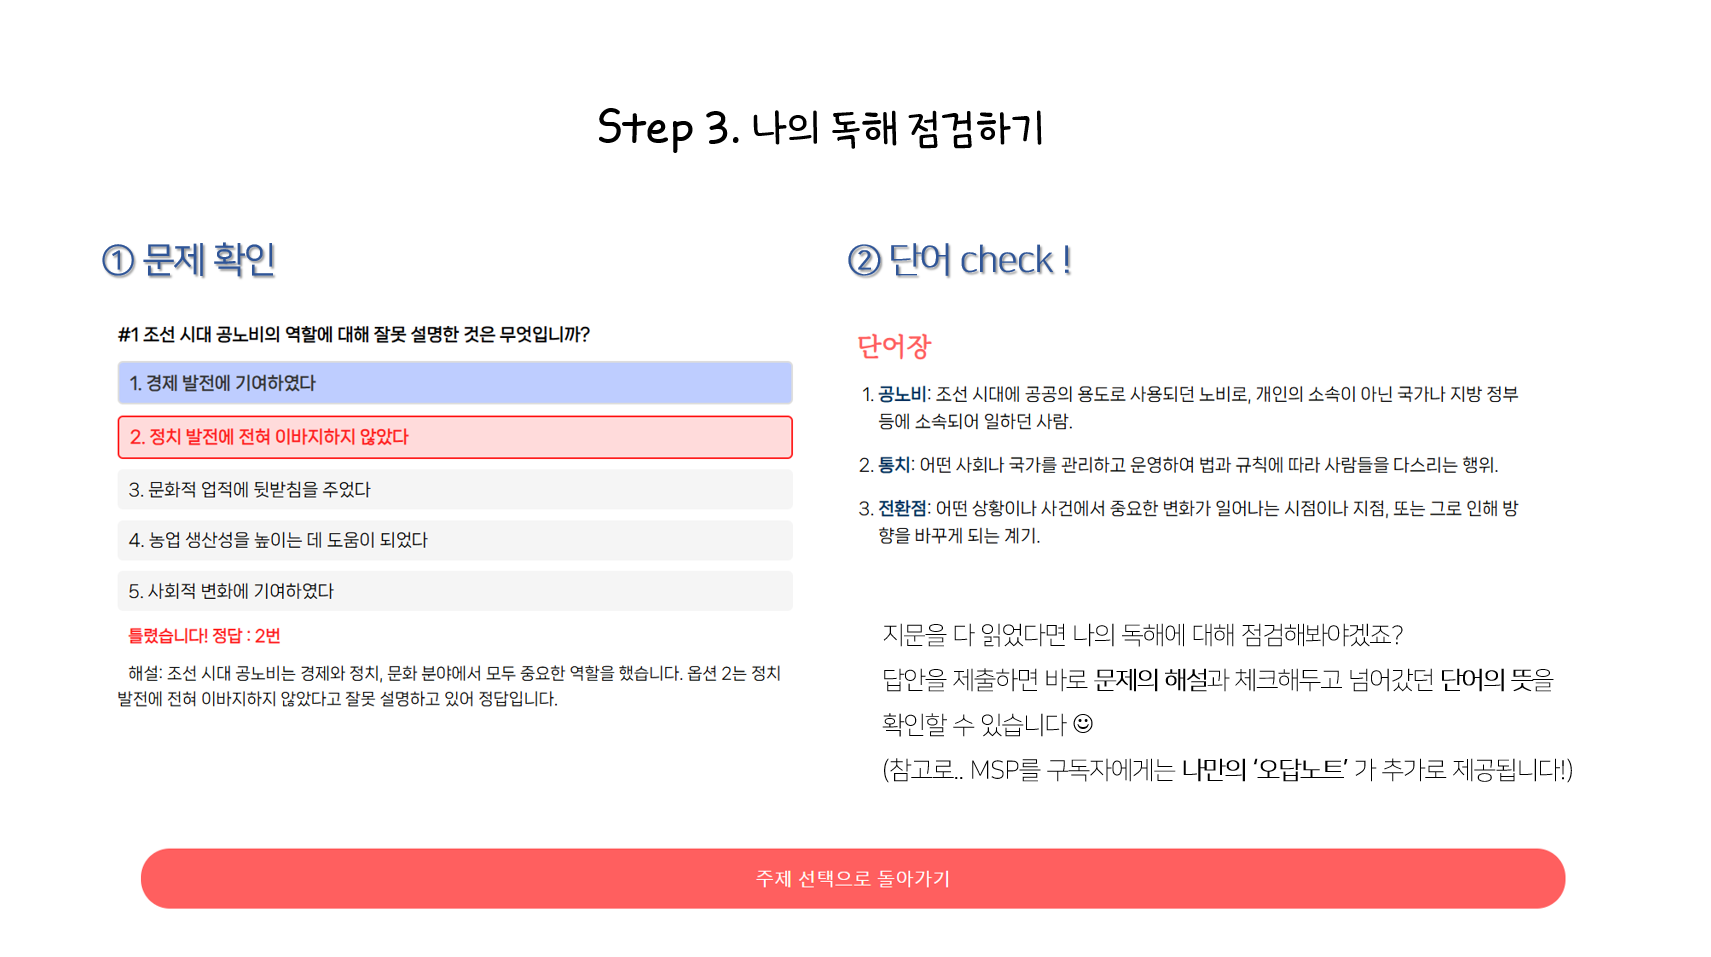 Step 3. 나의 독해 점검하기
① 문제 확인
#1 조선 시대 공노비의 역할에 대해 잘못 설명한 것은 무엇입니까?
1. 경제 발전에 기여하였다
2. 정치 발전에 전혀 이바지하지 않았다
3. 문화적 업적에 뒷받침을 주었다
4. 농업 생산성을 높이는 데 도움이 되었다
5. 사회적 변화에 기여하였다
틀렸습니다! 정답 : 2번
해설: 조선 시대 공노비는 경제와 정치, 문화 분야에서 모두 중요한 역할을 했습니다. 옵션 2는 정치
발전에 전혀 이바지하지 않았다고 잘못 설명하고 있어 정답입니다.
② 단어 check !
단어장
1. 공노비: 조선 시대에 공공의 용도로 사용되던 노비로, 개인의 소속이 아닌 국가나 지방 정부
등에 소속되어 일하던 사람.
2. 통치: 어떤 사회나 국가를 관리하고 운영하여 법과 규칙에 따라 사람들을 다스리는 행위.
3. 전환점: 어떤 상황이나 사건에서 중요한 변화가 일어나는 시점이나 지점, 또는 그로 인해 방
향을 바꾸게 되는 계기.
지문을 다 읽었다면 나의 독해에 대해 점검해봐야겠죠?
답안을 제출하면 바로 문제의 해설과 체크해두고 넘어갔던 단어의 뜻을
확인할 수 있습니다 ☺
(참고로.. MSP를 구독자에게는 나만의 ‘오답노트’ 가 추가로 제공됩니다!)
주제 선택으로 돌아가기